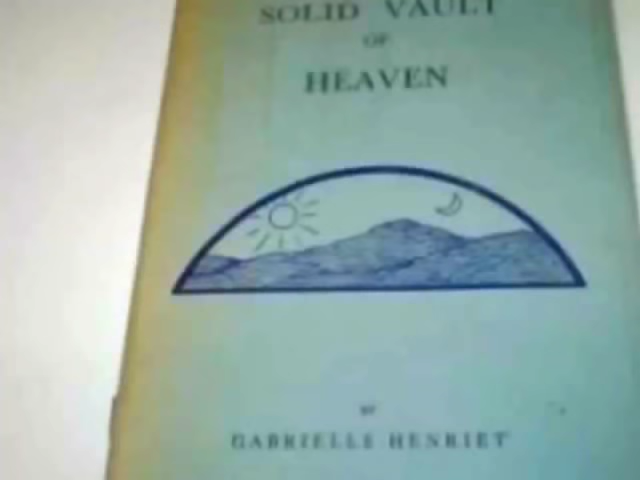 SOLID VAULT
OF
HEAVEN
BY
GABRIELLE HENRIET